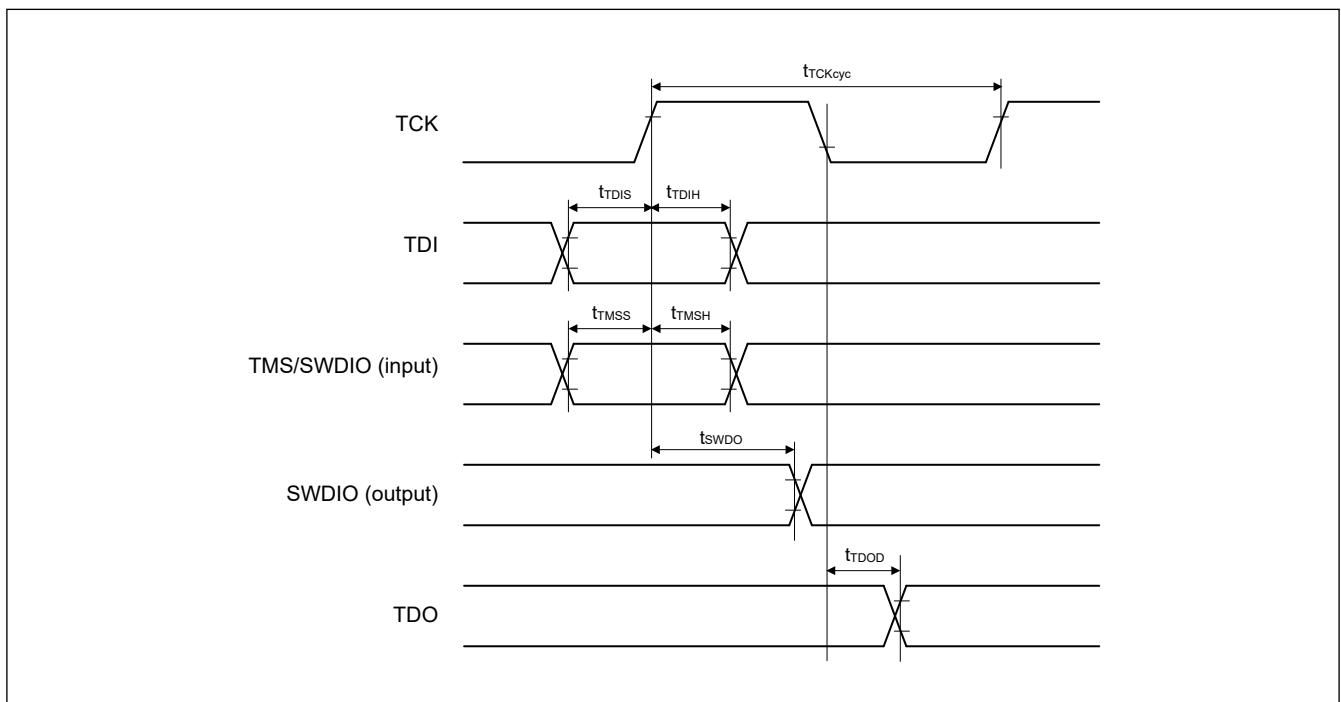 tTCKcyc
TCK
tTDIS
tTDIH
TDI
tTMSS
tTMSH
TMS/SWDIO (input)
tSWDO
SWDIO (output)
tTDOD
TDO